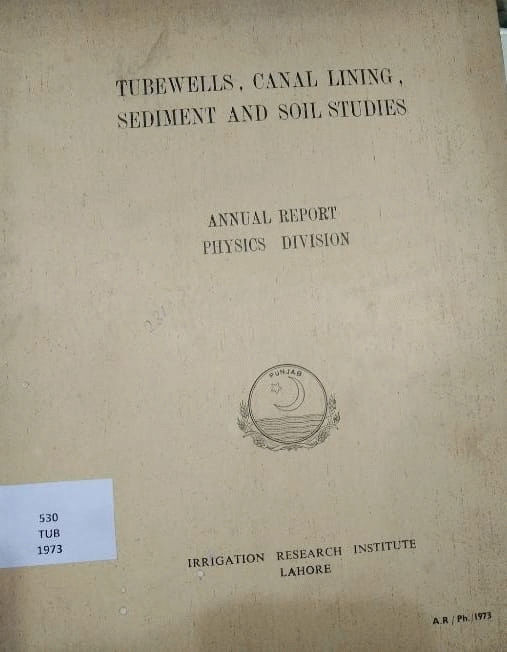 TUBEWELLS, CANAL LINING,
SEDIMENT AND SOIL STUDIES
ANNUAL REPORT
PHYSICS DIVISION
PUNJAB
530
TUB
1973
IRRIGATION RESEARCH INSTITUTE
LAHORE
A.R / Ph./1973